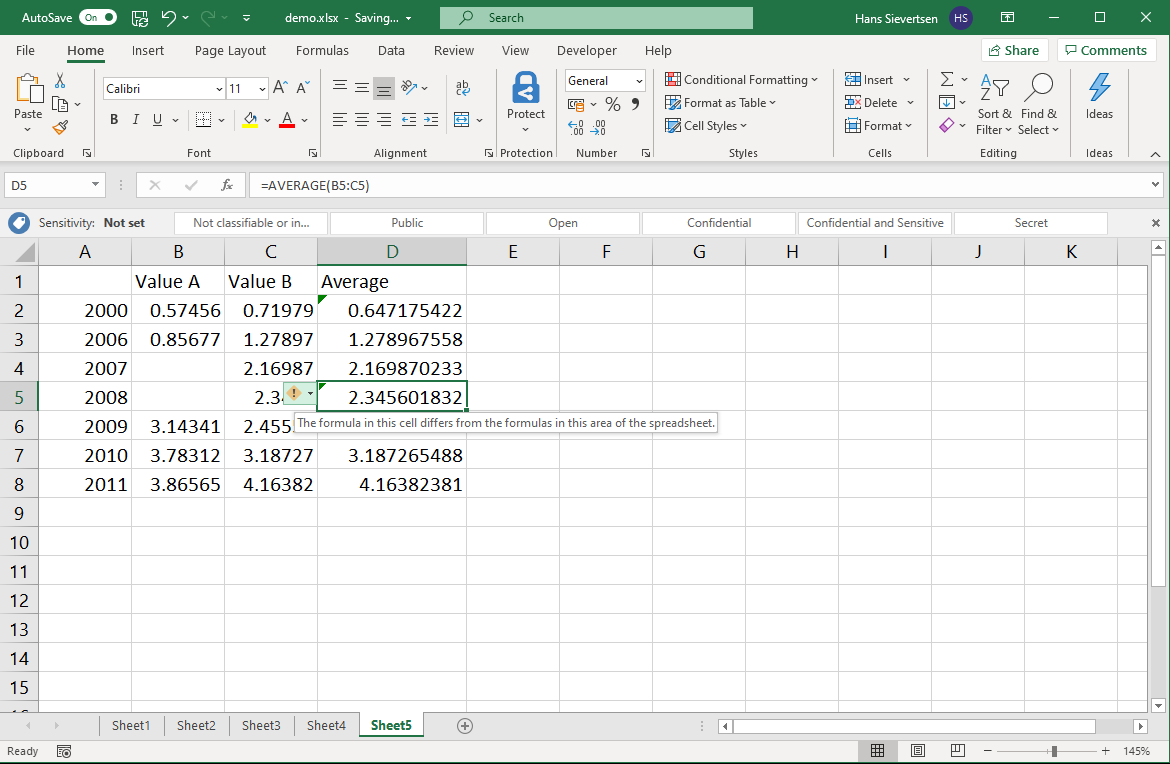 AutoSave On demo.xlsx - Saving... Search Hans Sievertsen HS
File Home Insert Page Layout Formulas Data Review View Developer Help Share Comments
Calibri 11 General Conditional Formatting Insert
Format as Table Delete
Paste B I U A Protect % Cell Styles Format Sort & Filter Find & Select Ideas
Clipboard Font Alignment Protection Number Styles Cells Editing Ideas
D5 fx =AVERAGE(B5:C5)
Sensitivity: Not set Not classifiable or in... Public Open Confidential Confidential and Sensitive Secret
A B C D E F G H I J K
1 Value A Value B Average
2 2000 0.57456 0.71979 0.647175422
3 2006 0.85677 1.27897 1.278967558
4 2007 2.16987 2.169870233
5 2008 2.34 2.345601832
The formula in this cell differs from the formulas in this area of the spreadsheet.
6 2009 3.14341 2.455
7 2010 3.78312 3.18727 3.187265488
8 2011 3.86565 4.16382 4.16382381
9
10
11
12
13
14
15
Sheet1 Sheet2 Sheet3 Sheet4 Sheet5
Ready 145%